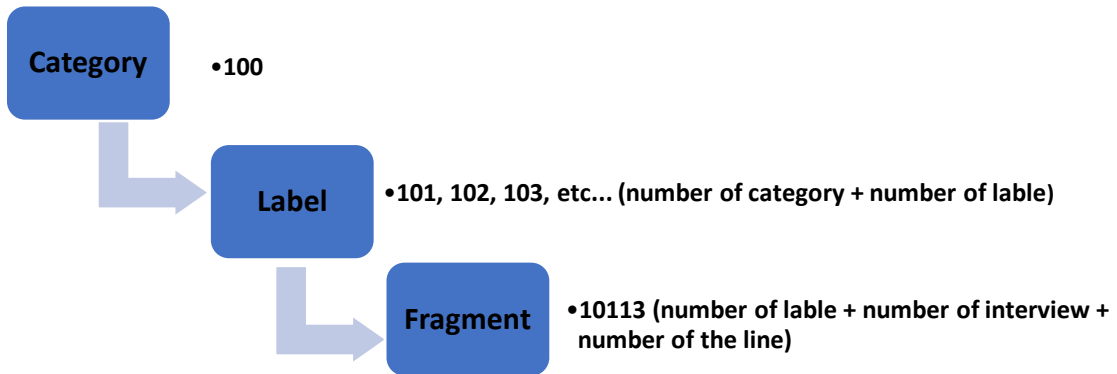 Category
•100
Label
•101, 102, 103, etc... (number of category + number of lable)
Fragment
•10113 (number of lable + number of interview +
number of the line)